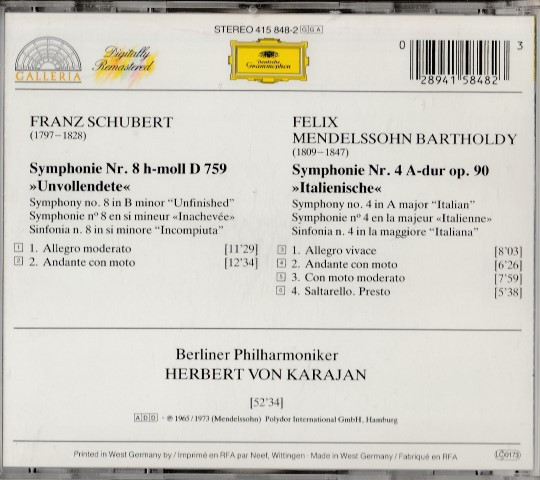 STEREO 415 848-2 GGA
GALLERIA
Digitally
Remastered
Deutsche
Grammophon
0
28941 58482
3
FRANZ SCHUBERT
(1797–1828)
Symphonie Nr. 8 h-moll D 759
»Unvollendete«
Symphony no. 8 in B minor “Unfinished”
Symphonie nº 8 en si mineur «Inachevée»
Sinfonia n. 8 in si minore “Incompiuta”
1 1. Allegro moderato [11'29]
2 2. Andante con moto [12'34]
FELIX
MENDELSSOHN BARTHOLDY
(1809–1847)
Symphonie Nr. 4 A-dur op. 90
»Italienische«
Symphony no. 4 in A major “Italian”
Symphonie nº 4 en la majeur «Italienne»
Sinfonia n. 4 in la maggiore “Italiana”
3 1. Allegro vivace [8'03]
4 2. Andante con moto [6'26]
5 3. Con moto moderato [7'59]
6 4. Saltarello. Presto [5'38]
Berliner Philharmoniker
HERBERT VON KARAJAN
[52'34]
ADD · ℗ 1965/1973 (Mendelssohn) Polydor International GmbH, Hamburg
Printed in West Germany by / Imprimé en RFA par Neef, Wittingen · Made in West Germany / Fabriqué en RFA
LC 0173